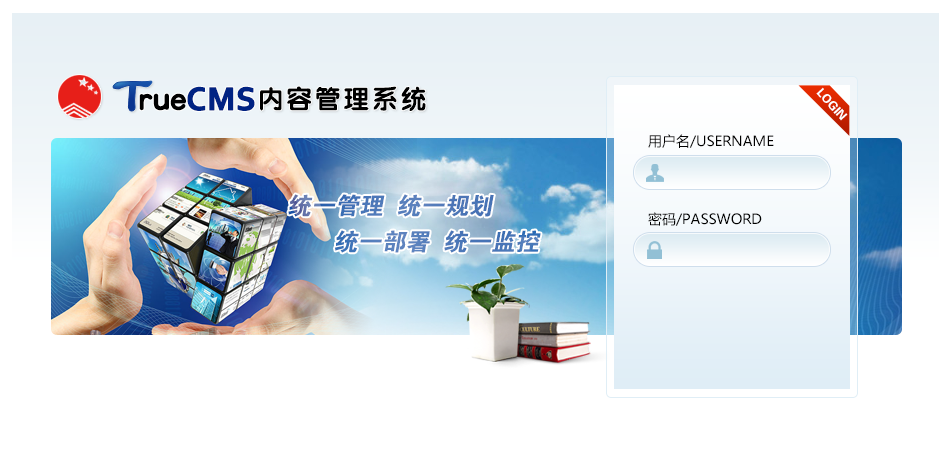 TrueCMS内容管理系统
LOGIN
统一管理 统一规划
统一部署 统一监控
用户名/USERNAME
密码/PASSWORD